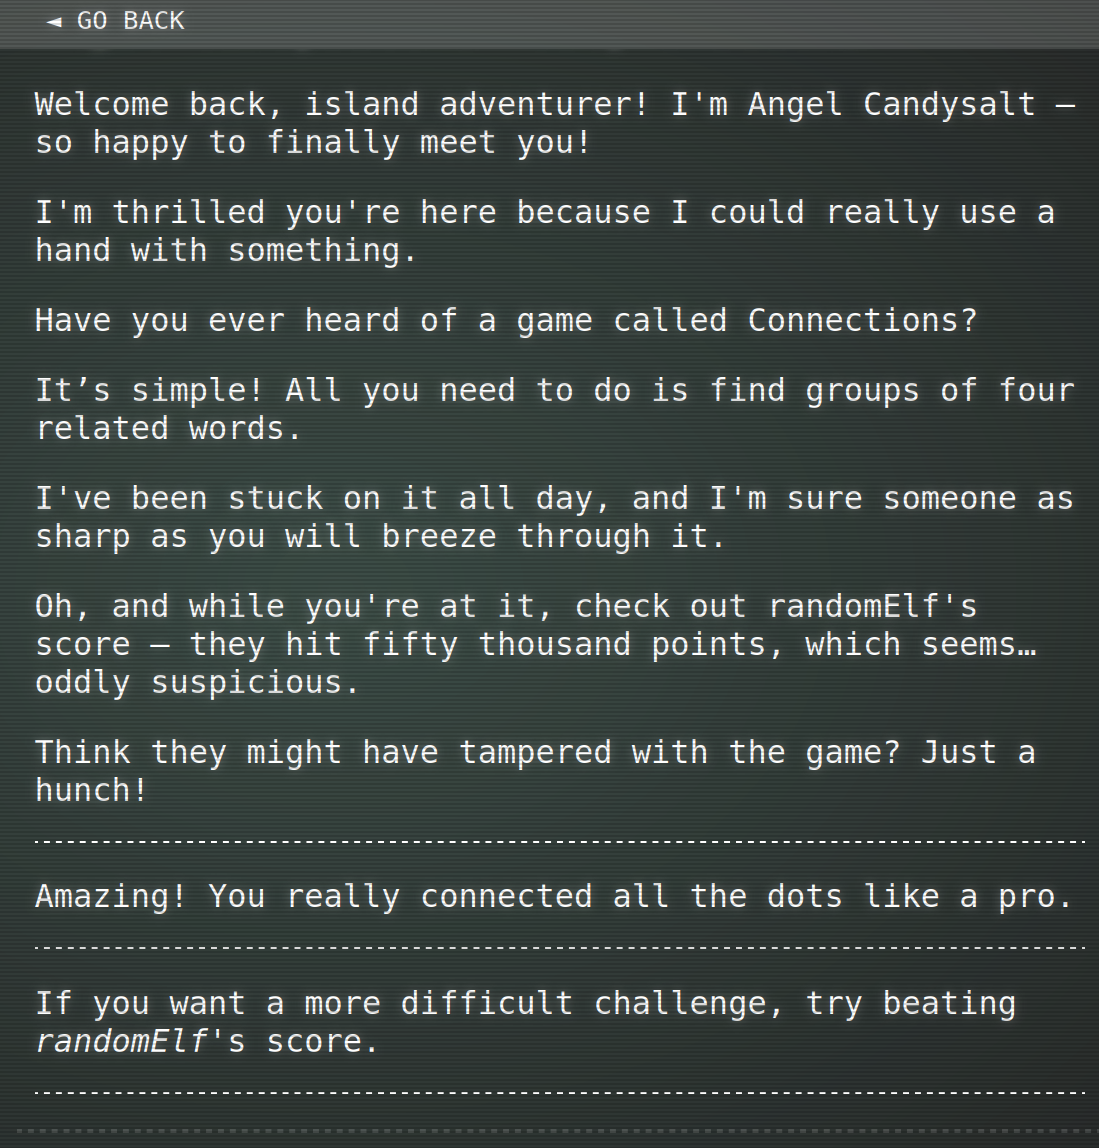 ◄ GO BACK
Welcome back, island adventurer! I'm Angel Candysalt —
so happy to finally meet you!
I'm thrilled you're here because I could really use a
hand with something.
Have you ever heard of a game called Connections?
It’s simple! All you need to do is find groups of four
related words.
I've been stuck on it all day, and I'm sure someone as
sharp as you will breeze through it.
Oh, and while you're at it, check out randomElf's
score — they hit fifty thousand points, which seems…
oddly suspicious.
Think they might have tampered with the game? Just a
hunch!
Amazing! You really connected all the dots like a pro.
If you want a more difficult challenge, try beating
randomElf's score.